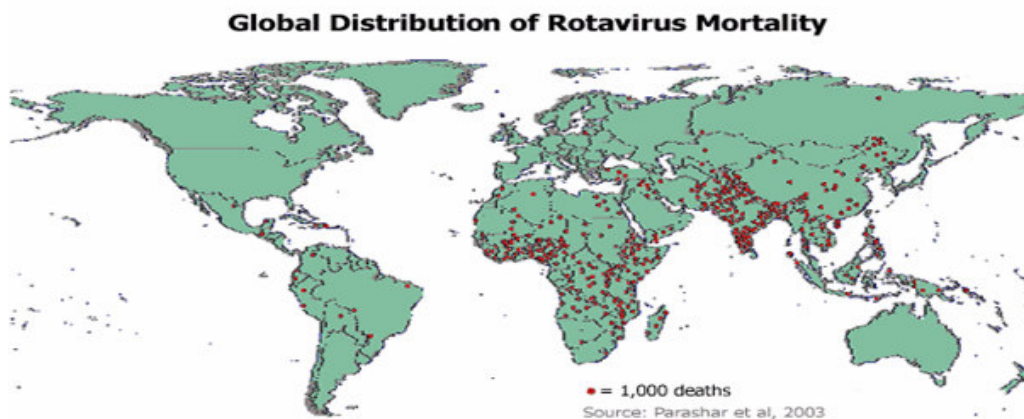 Global Distribution of Rotavirus Mortality
= 1,000 deaths
Source: Parashar et al, 2003